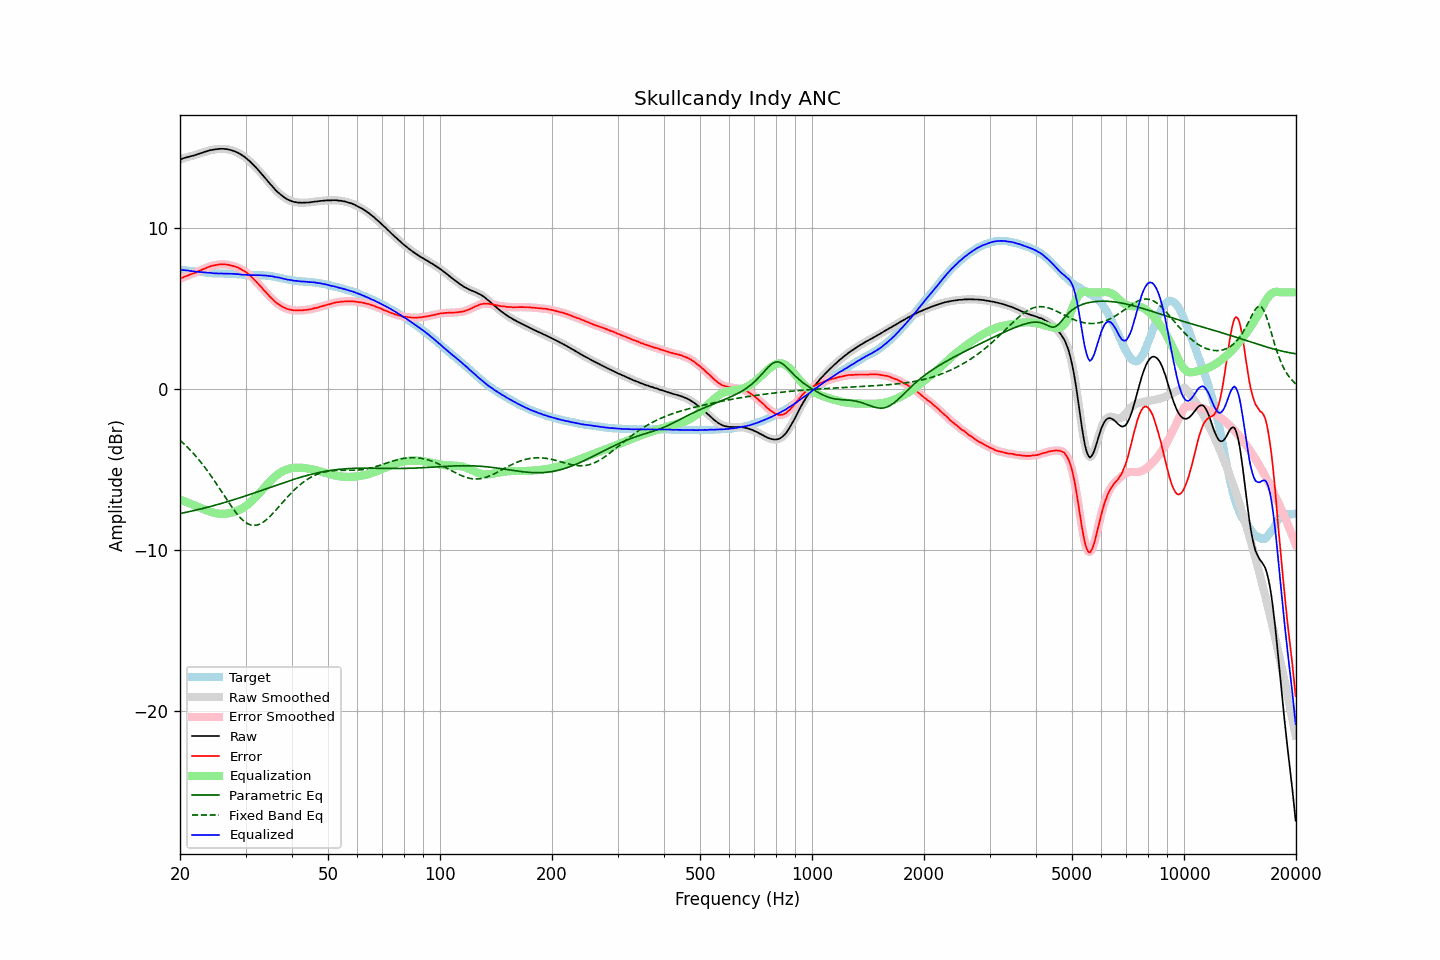 Skullcandy Indy ANC
Amplitude (dBr)
10
0
−10
−20
Target
Raw Smoothed
Error Smoothed
Raw
Error
Equalization
Parametric Eq
Fixed Band Eq
Equalized
20 50 100 200 500 1000 2000 5000 10000 20000
Frequency (Hz)